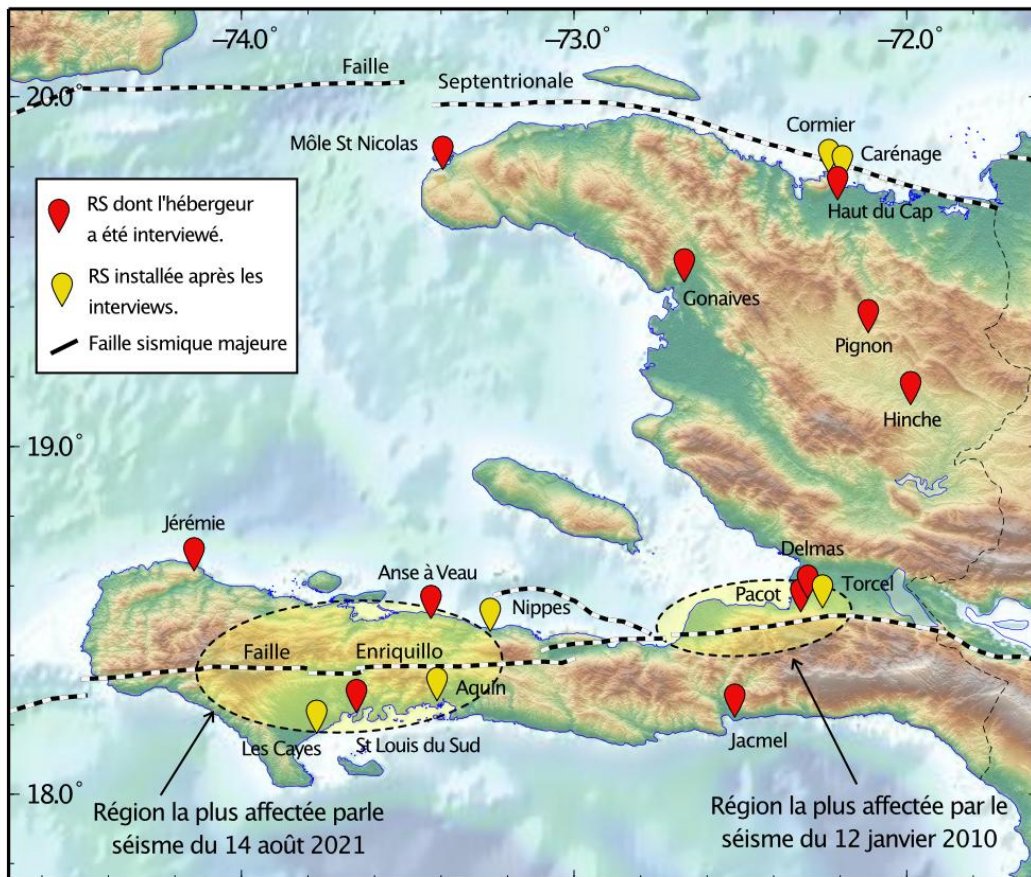 −74.0°
−73.0°
−72.0°
20.0°
19.0°
18.0°
Faille
Septentrionale
Môle St Nicolas
Cormier
Carénage
Haut du Cap
RS dont l'hébergeur
a été interviewé.
RS installée après les
interviews.
Faille sismique majeure
Gonaives
Pignon
Hinche
Jérémie
Anse à Veau
Nippes
Delmas
Pacot
Torcel
Faille
Enriquillo
Aquin
Les Cayes
St Louis du Sud
Jacmel
Région la plus affectée parle
séisme du 14 août 2021
Région la plus affectée par le
séisme du 12 janvier 2010